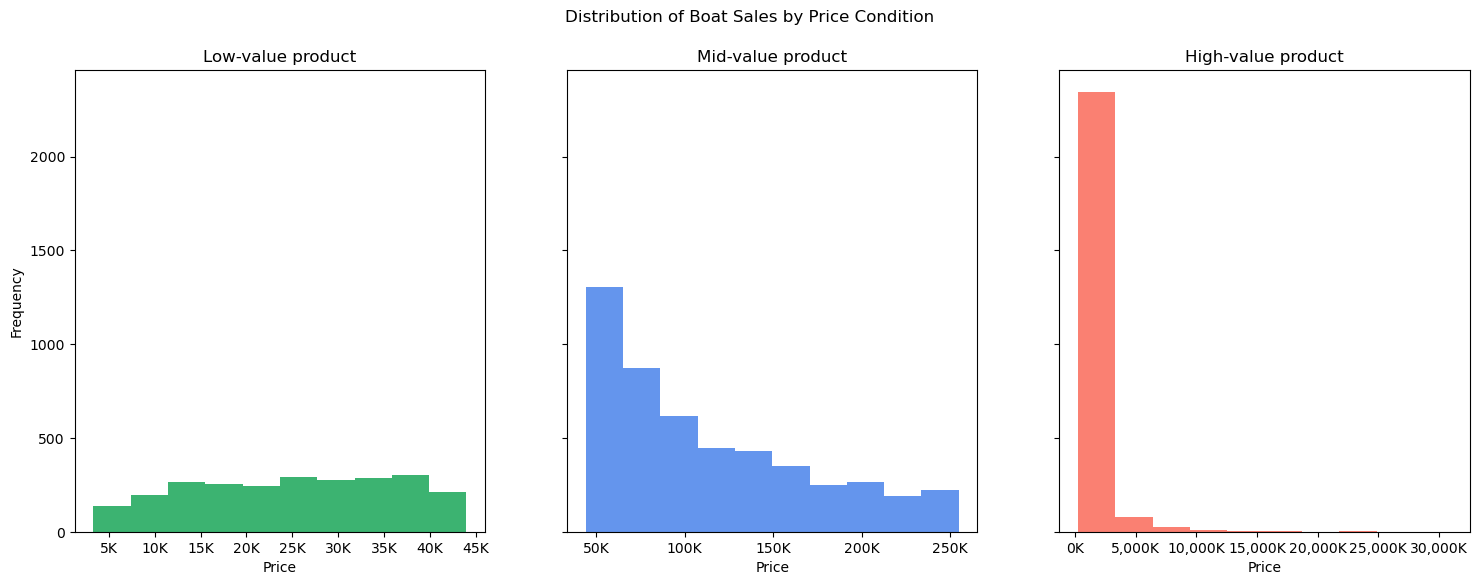 Distribution of Boat Sales by Price Condition
Low-value product
Frequency
2000
1500
1000
500
0
5K 10K 15K 20K 25K 30K 35K 40K 45K
Price
Mid-value product
50K 100K 150K 200K 250K
Price
High-value product
0K 5,000K 10,000K 15,000K 20,000K 25,000K 30,000K
Price